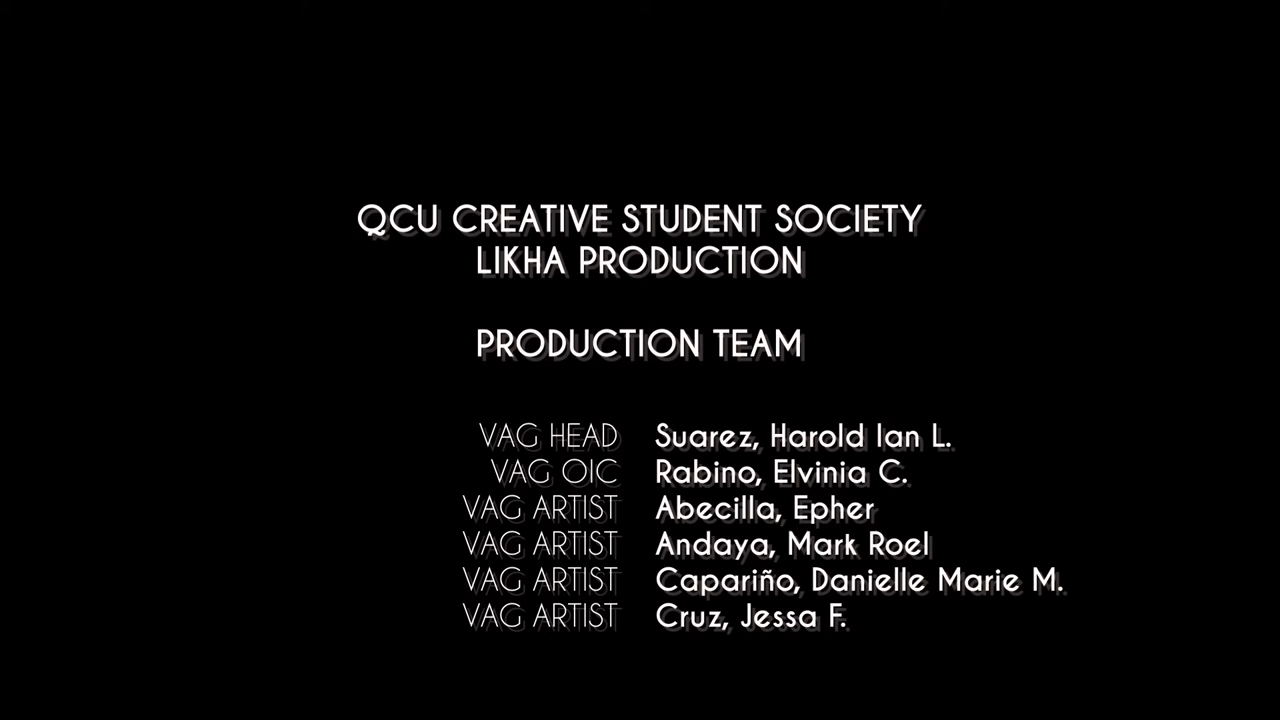 QCU CREATIVE STUDENT SOCIETY
LIKHA PRODUCTION
PRODUCTION TEAM
VAG HEAD Suarez, Harold Ian L.
VAG OIC Rabino, Elvinia C.
VAG ARTIST Abecilla, Epher
VAG ARTIST Andaya, Mark Roel
VAG ARTIST Capariño, Danielle Marie M.
VAG ARTIST Cruz, Jessa F.